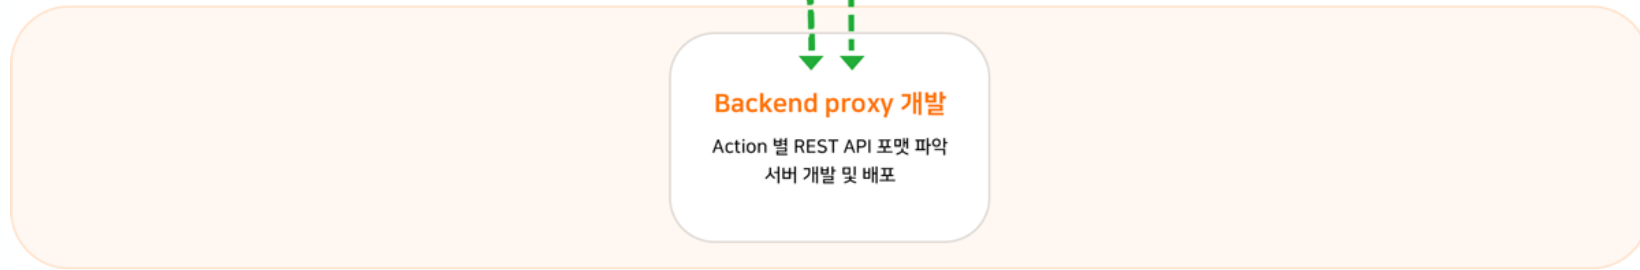 Backend proxy 개발
Action 별 REST API 포맷 파악
서버 개발 및 배포